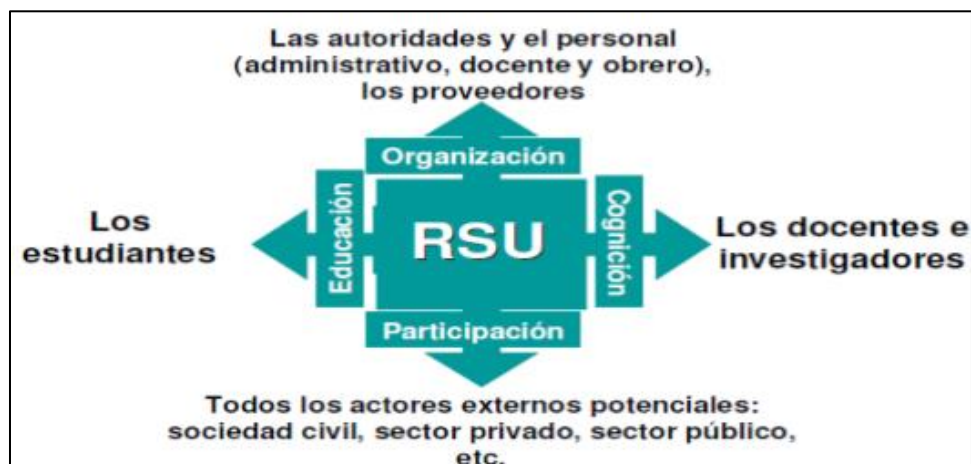 Las autoridades y el personal
(administrativo, docente y obrero),
los proveedores
Organización
Los
estudiantes
Educación
RSU
Cognición
Los docentes e
investigadores
Participación
Todos los actores externos potenciales:
sociedad civil, sector privado, sector público,
etc.